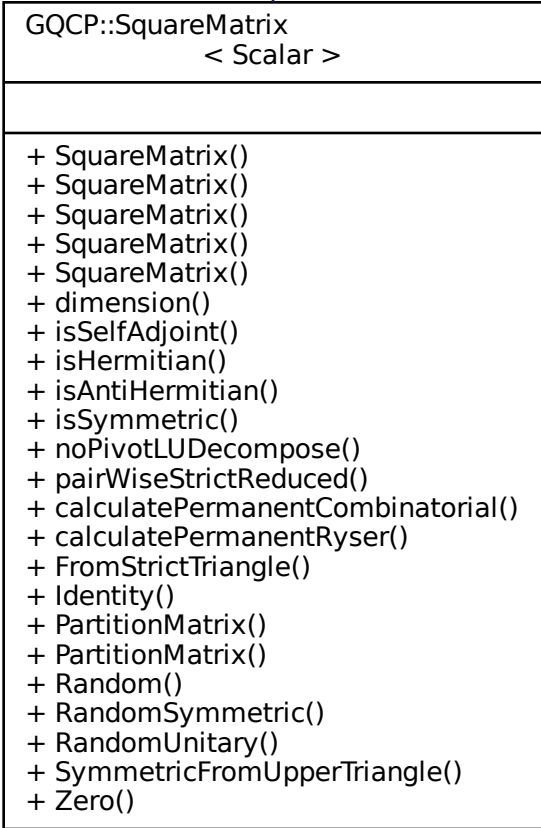 GQCP::SquareMatrix
< Scalar >
+ SquareMatrix()
+ SquareMatrix()
+ SquareMatrix()
+ SquareMatrix()
+ SquareMatrix()
+ dimension()
+ isSelfAdjoint()
+ isHermitian()
+ isAntiHermitian()
+ isSymmetric()
+ noPivotLUDecompose()
+ pairWiseStrictReduced()
+ calculatePermanentCombinatorial()
+ calculatePermanentRyser()
+ FromStrictTriangle()
+ Identity()
+ PartitionMatrix()
+ PartitionMatrix()
+ Random()
+ RandomSymmetric()
+ RandomUnitary()
+ SymmetricFromUpperTriangle()
+ Zero()